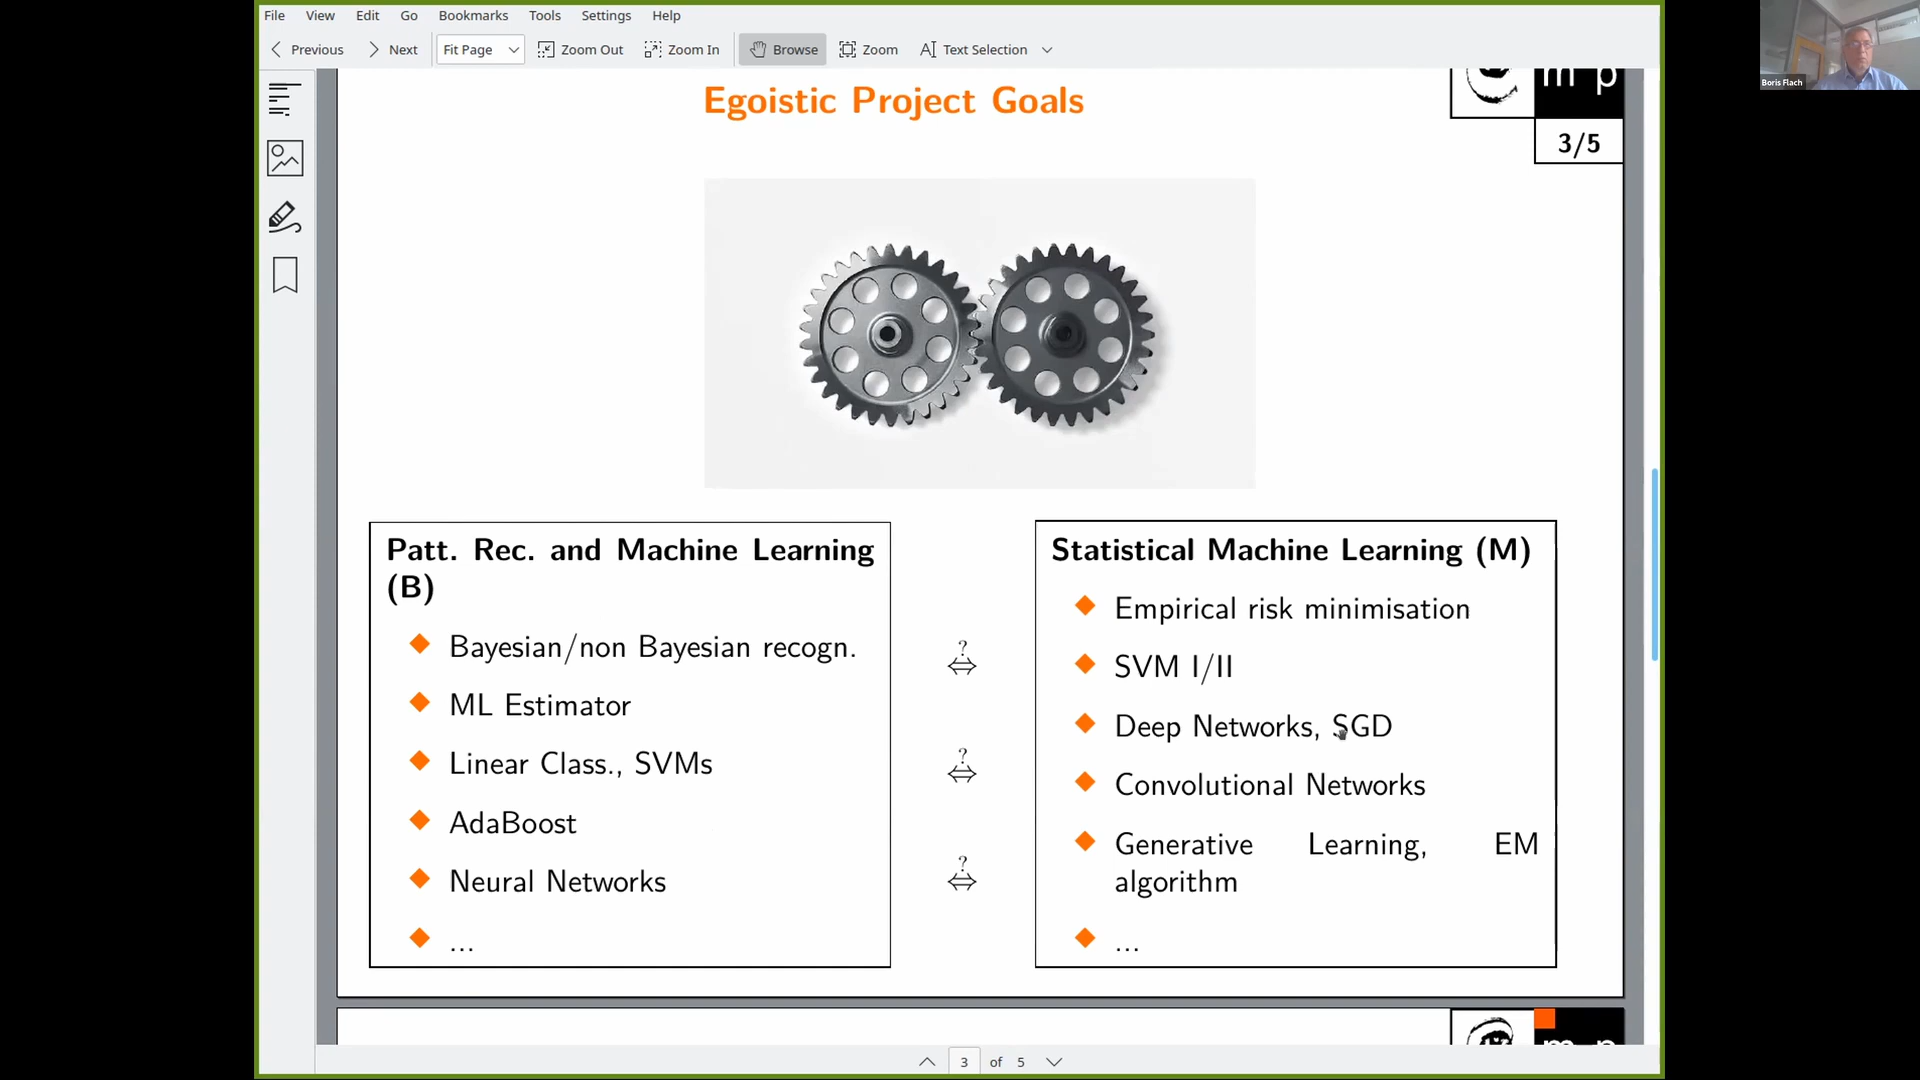 File View Edit Go Bookmarks Tools Settings Help
Previous Next Fit Page Zoom Out Zoom In Browse Zoom Text Selection
Boris Flach
m p
Egoistic Project Goals
3/5
Patt. Rec. and Machine Learning
(B)
Bayesian/non Bayesian recogn.
ML Estimator
Linear Class., SVMs
AdaBoost
Neural Networks
...
?
⇔
?
⇔
?
⇔
Statistical Machine Learning (M)
Empirical risk minimisation
SVM I/II
Deep Networks, SGD
Convolutional Networks
Generative Learning, EM
algorithm
...
m p
3 of 5